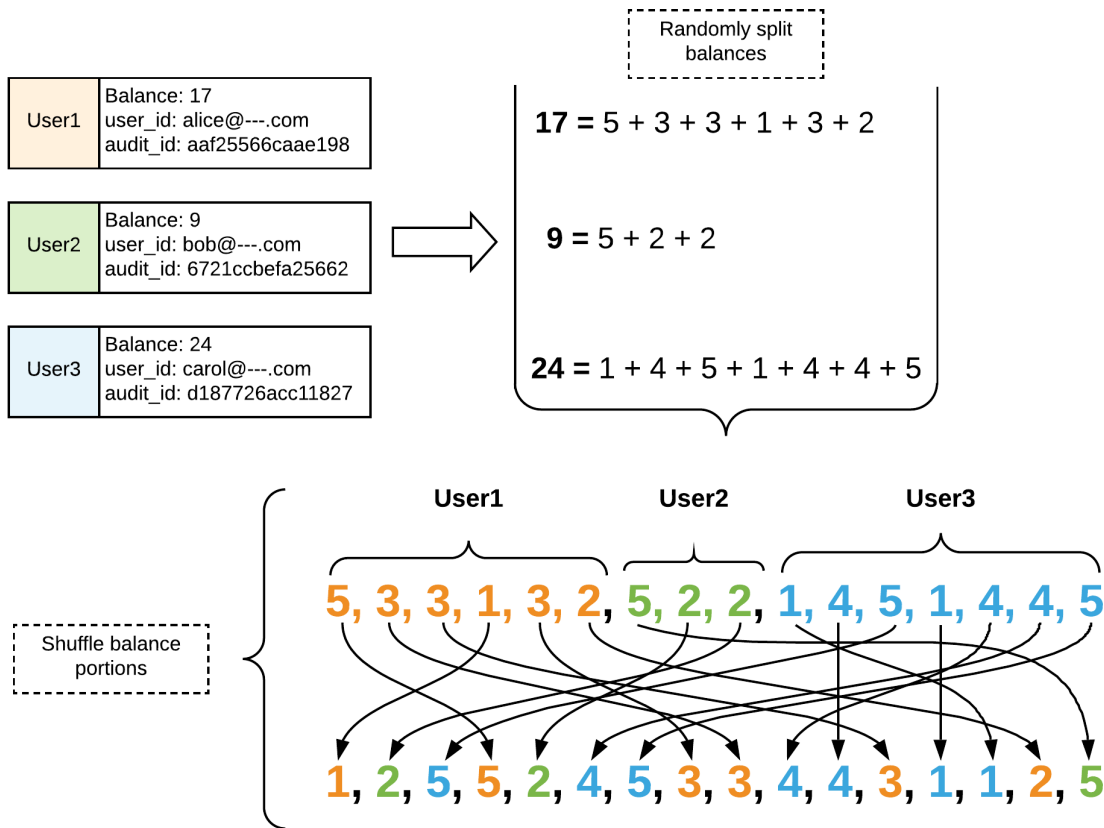 Randomly split
balances
User1
Balance: 17
user_id: alice@---.com
audit_id: aaf25566caae198
17 = 5 + 3 + 3 + 1 + 3 + 2
User2
Balance: 9
user_id: bob@---.com
audit_id: 6721ccbefa25662
9 = 5 + 2 + 2
User3
Balance: 24
user_id: carol@---.com
audit_id: d187726acc11827
24 = 1 + 4 + 5 + 1 + 4 + 4 + 5
User1
User2
User3
5, 3, 3, 1, 3, 2, 5, 2, 2, 1, 4, 5, 1, 4, 4, 5
Shuffle balance
portions
1, 2, 5, 5, 2, 4, 5, 3, 3, 4, 4, 3, 1, 1, 2, 5